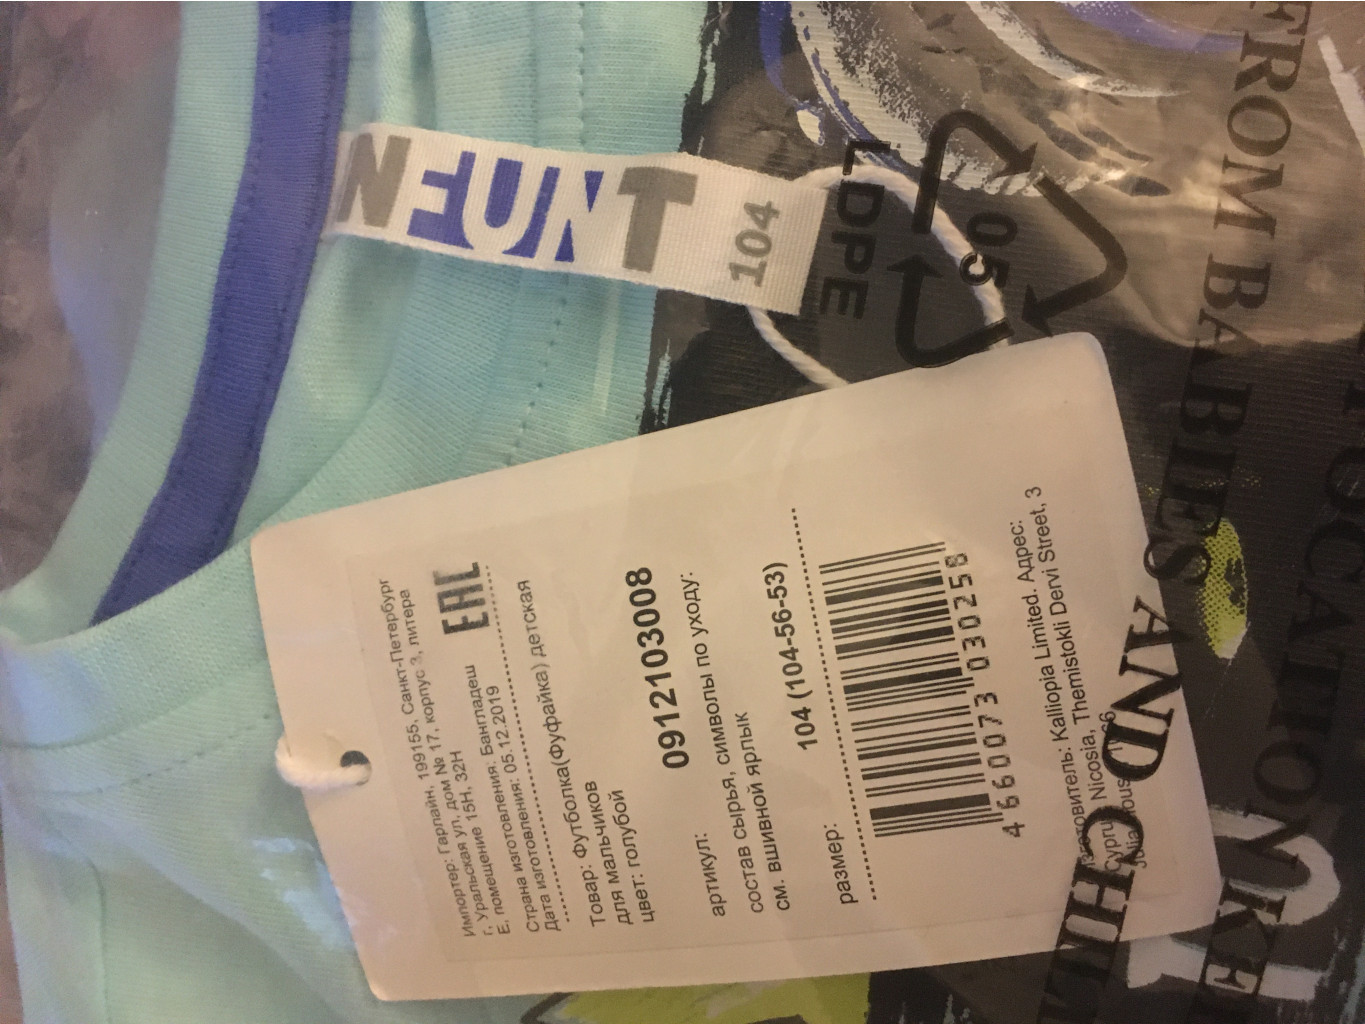 NFUNT
104
05
LDPE
Импортер: Гарлайн, 199155, Санкт-Петербург
г, Уральская ул, дом № 17, корпус 3, литера
Е, помещение 15Н, 32Н
EAC
Страна изготовления: Бангладеш
Дата изготовления: 05.12.2019
Товар: Футболка(Фуфайка) детская
для мальчиков
цвет: голубой
артикул: 0912103008
состав сырья, символы по уходу:
см. вшивной ярлык
размер: 104 (104-56-53)
4 660073 030258
Kalliopia Limited. Адрес:
Nicosia, Themistokli Dervi Street, 3
FROM BABIES AND CHIL